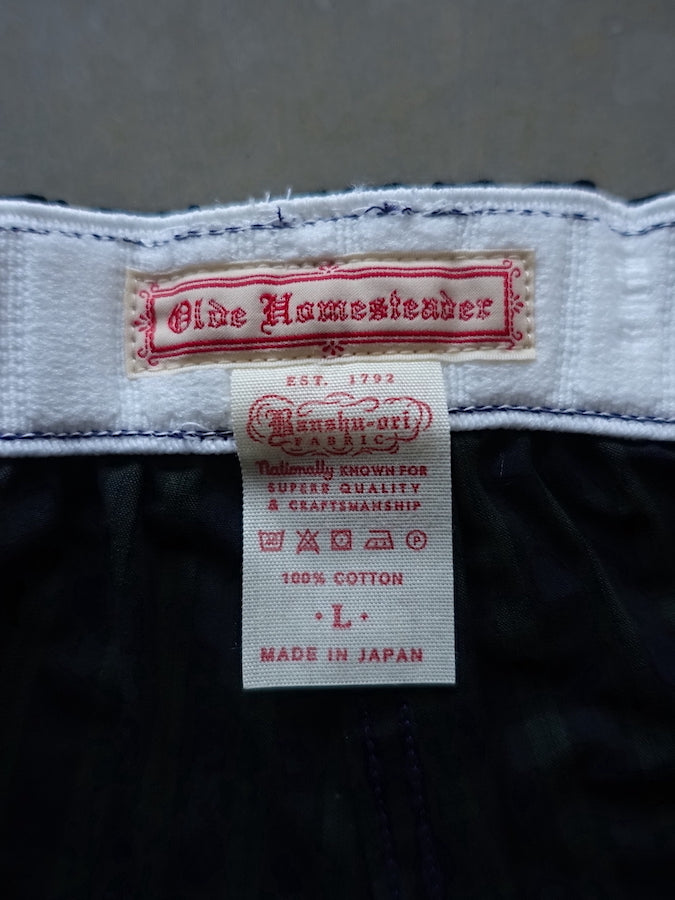 Olde Homesteader
EST. 1792
Banshu-ori
FABRIC
Nationally KNOWN FOR
SUPERB QUALITY
& CRAFTSMANSHIP
100% COTTON
• L •
MADE IN JAPAN